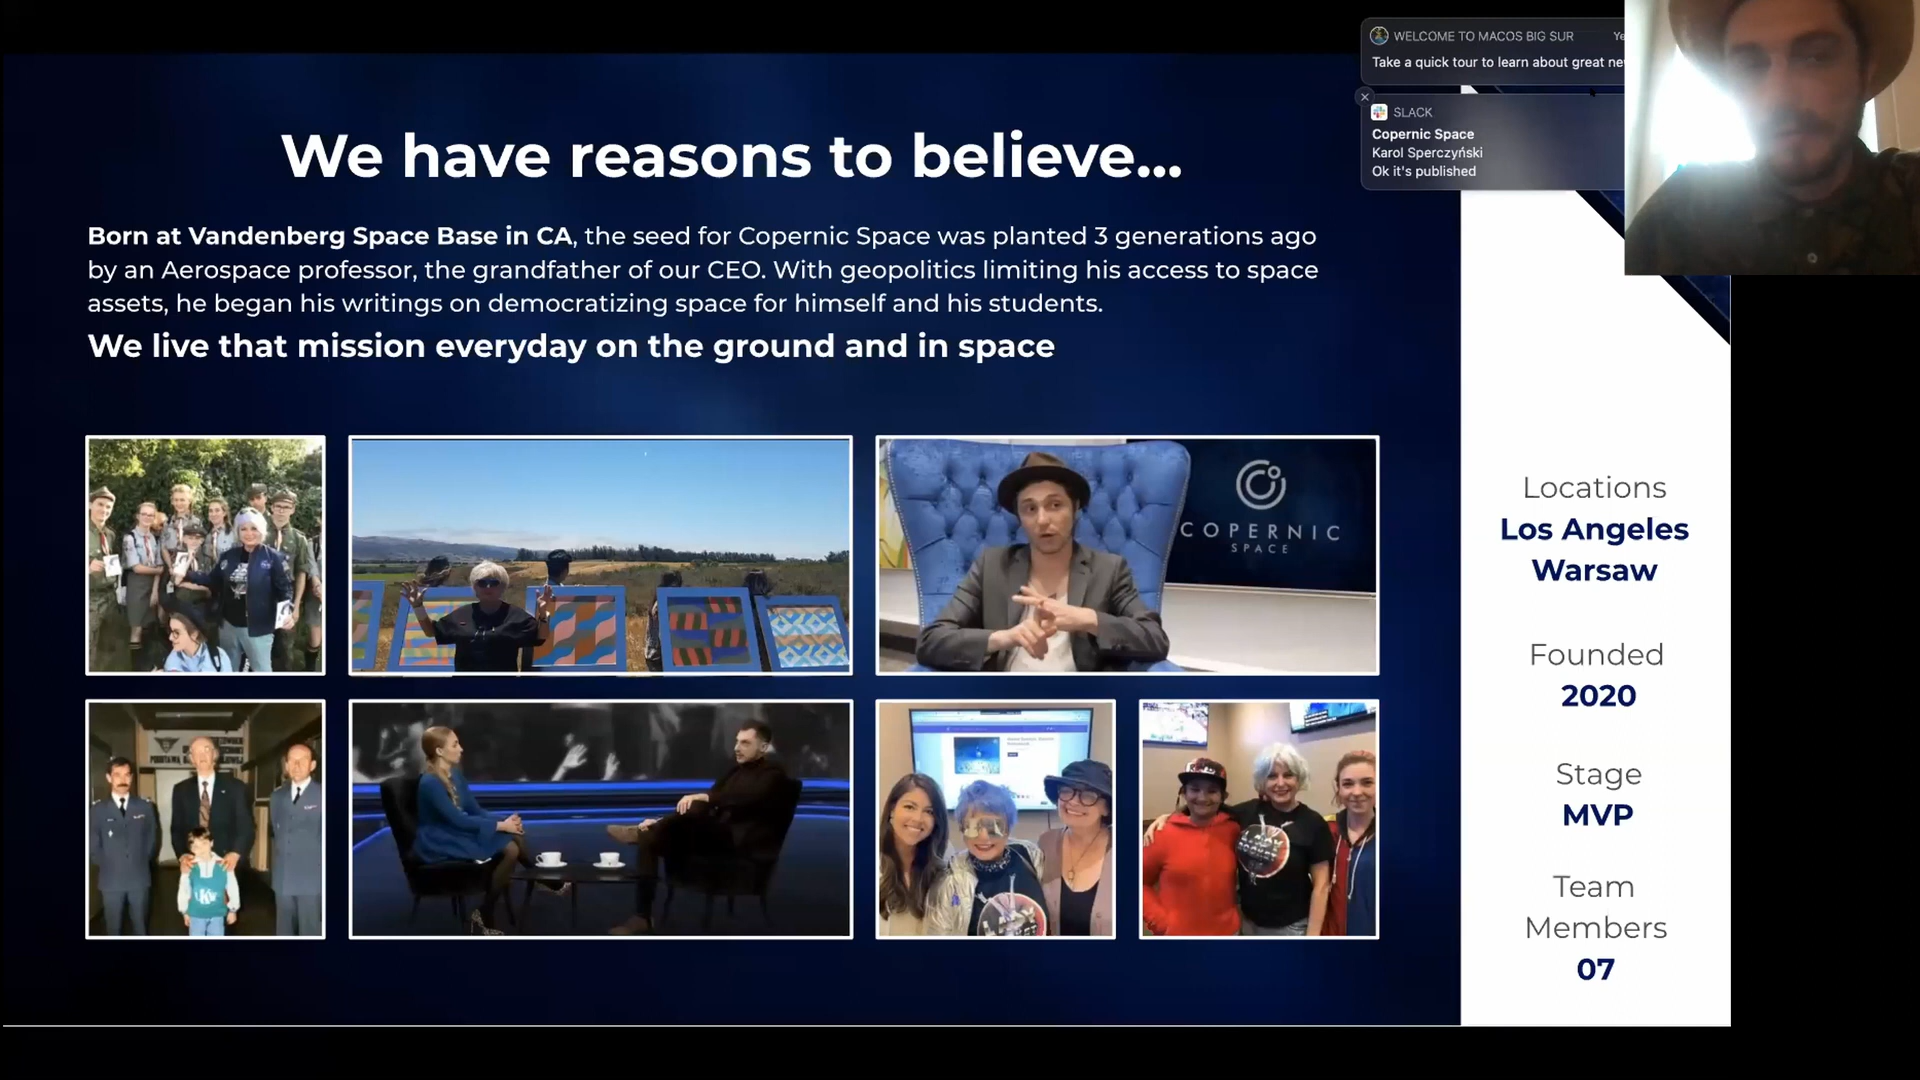 WELCOME TO MACOS BIG SUR
Take a quick tour to learn about great
SLACK
Copernic Space
Karol Sperczyński
Ok it's published
We have reasons to believe...
Born at Vandenberg Space Base in CA, the seed for Copernic Space was planted 3 generations ago
by an Aerospace professor, the grandfather of our CEO. With geopolitics limiting his access to space
assets, he began his writings on democratizing space for himself and his students.
We live that mission everyday on the ground and in space
COPERNIC
SPACE
Locations
Los Angeles
Warsaw
Founded
2020
Stage
MVP
Team
Members
07